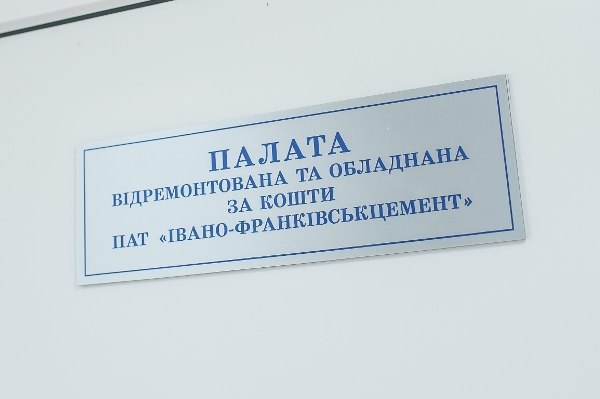 ПАЛАТА
ВІДРЕМОНТОВАНА ТА ОБЛАДНАНА
ЗА КОШТИ
ПАТ «ІВАНО-ФРАНКІВСЬКЦЕМЕНТ»